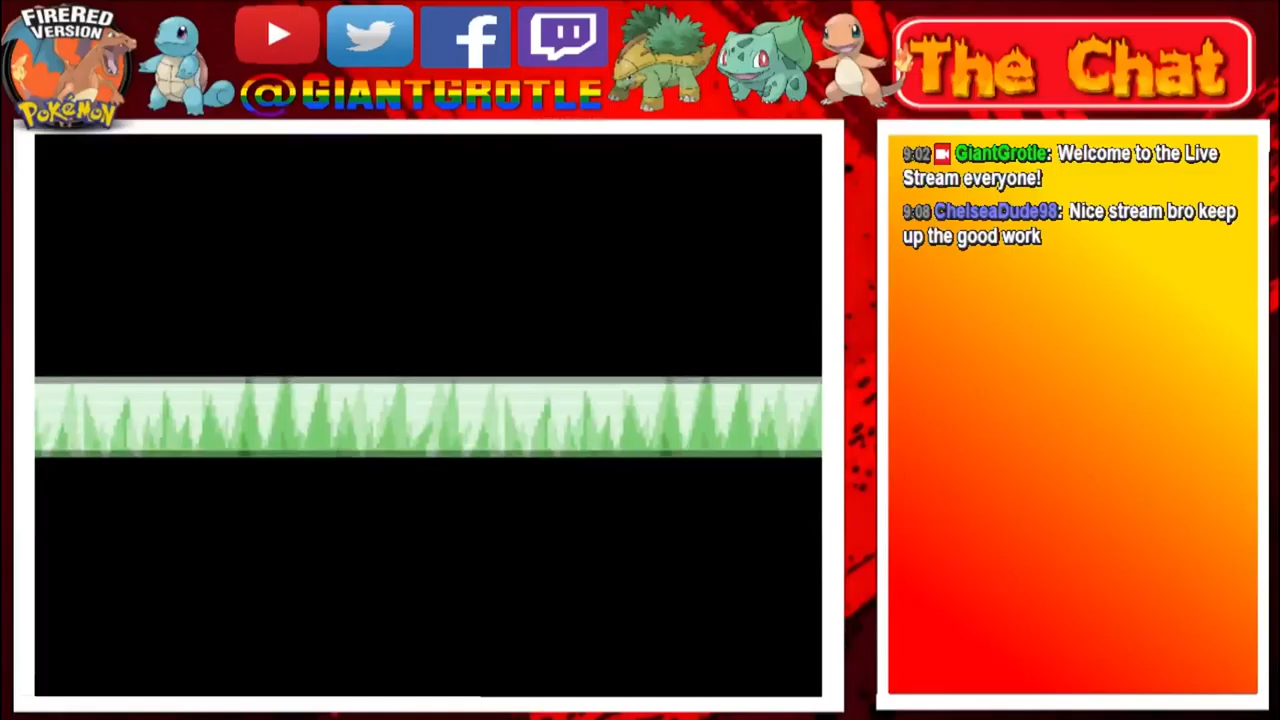 FIRERED
VERSION
POKéMON
@GIANTGROTLE
The Chat
9:02 GiantGrotle: Welcome to the Live
Stream everyone!
9:08 ChelseaDude98: Nice stream bro keep
up the good work